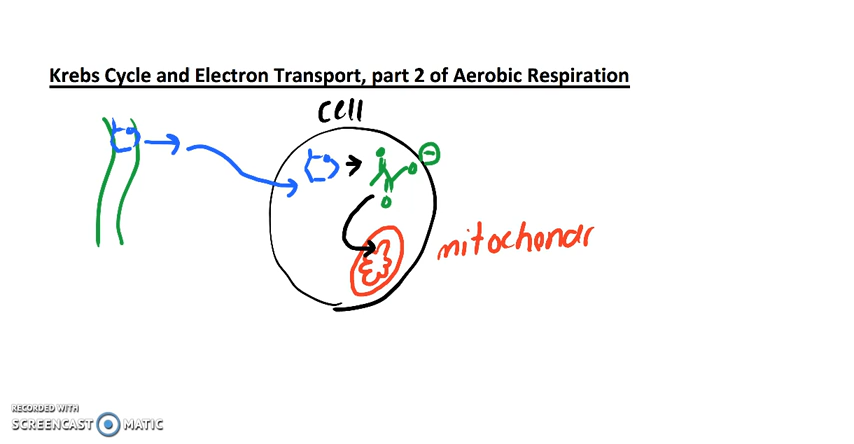 Krebs Cycle and Electron Transport, part 2 of Aerobic Respiration
cell
O
O
O
mitochondr
RECORDED WITH
SCREENCAST MATIC